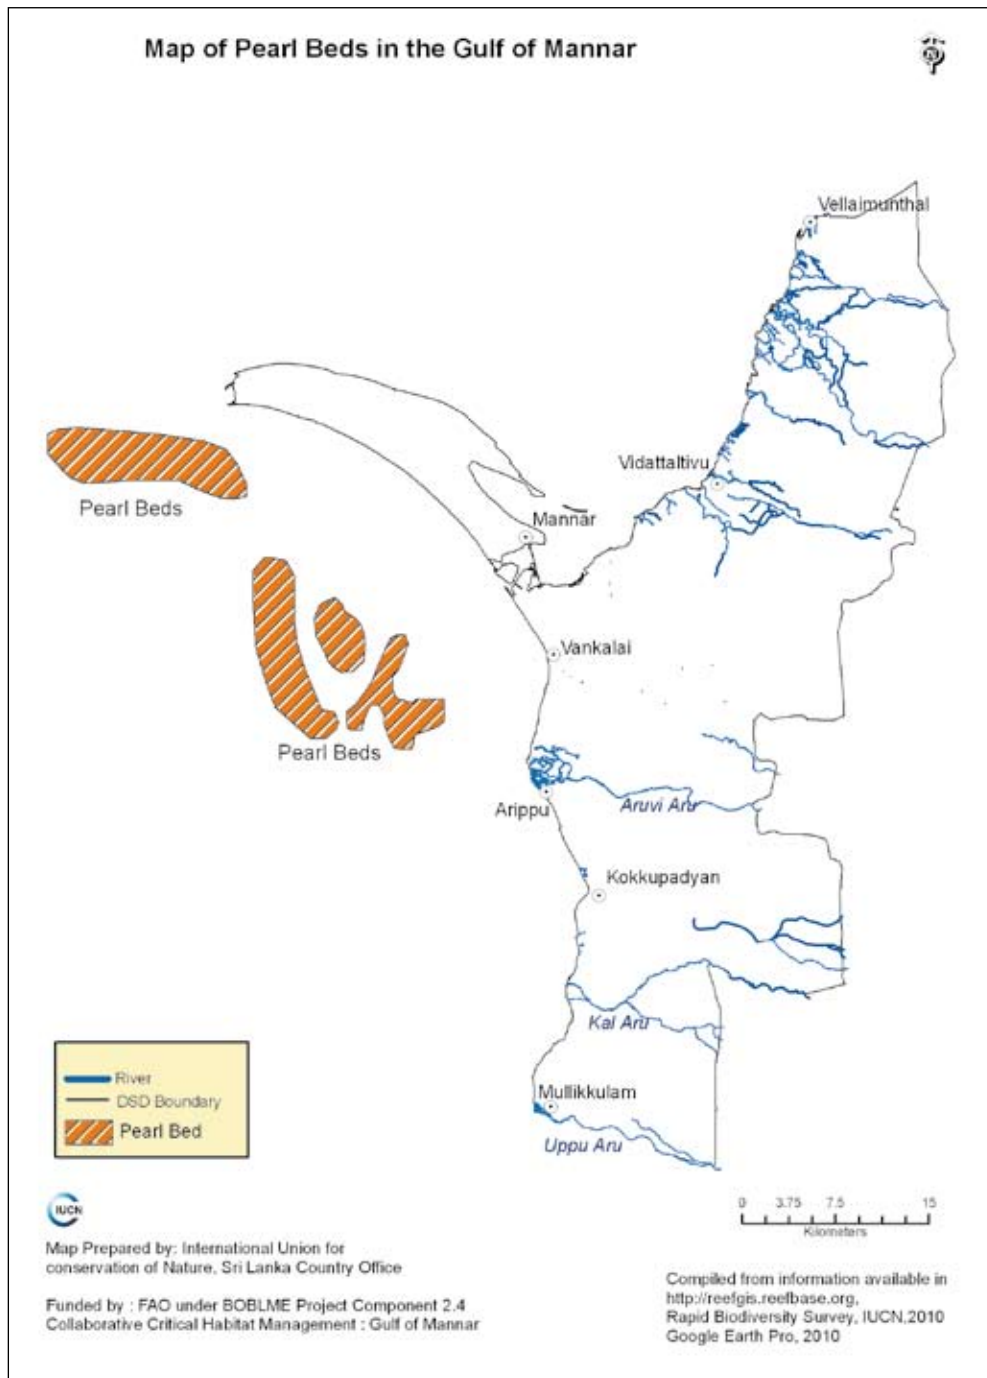 Map of Pearl Beds in the Gulf of Mannar
N
Vellaimunthal
Vidattaltivu
Pearl Beds
Mannar
Vankalai
Pearl Beds
Arippu
Aruvi Aru
Kokkupadyan
Kal Aru
Mullikkulam
Uppu Aru
River
DSD Boundary
Pearl Bed
0 3.75 7.5 15
Kilometers
IUCN
Map Prepared by: International Union for
conservation of Nature, Sri Lanka Country Office
Funded by : FAO under BOBLME Project Component 2.4
Collaborative Critical Habitat Management : Gulf of Mannar
Compiled from information available in
http://reefgis.reefbase.org,
Rapid Biodiversity Survey, IUCN,2010
Google Earth Pro, 2010